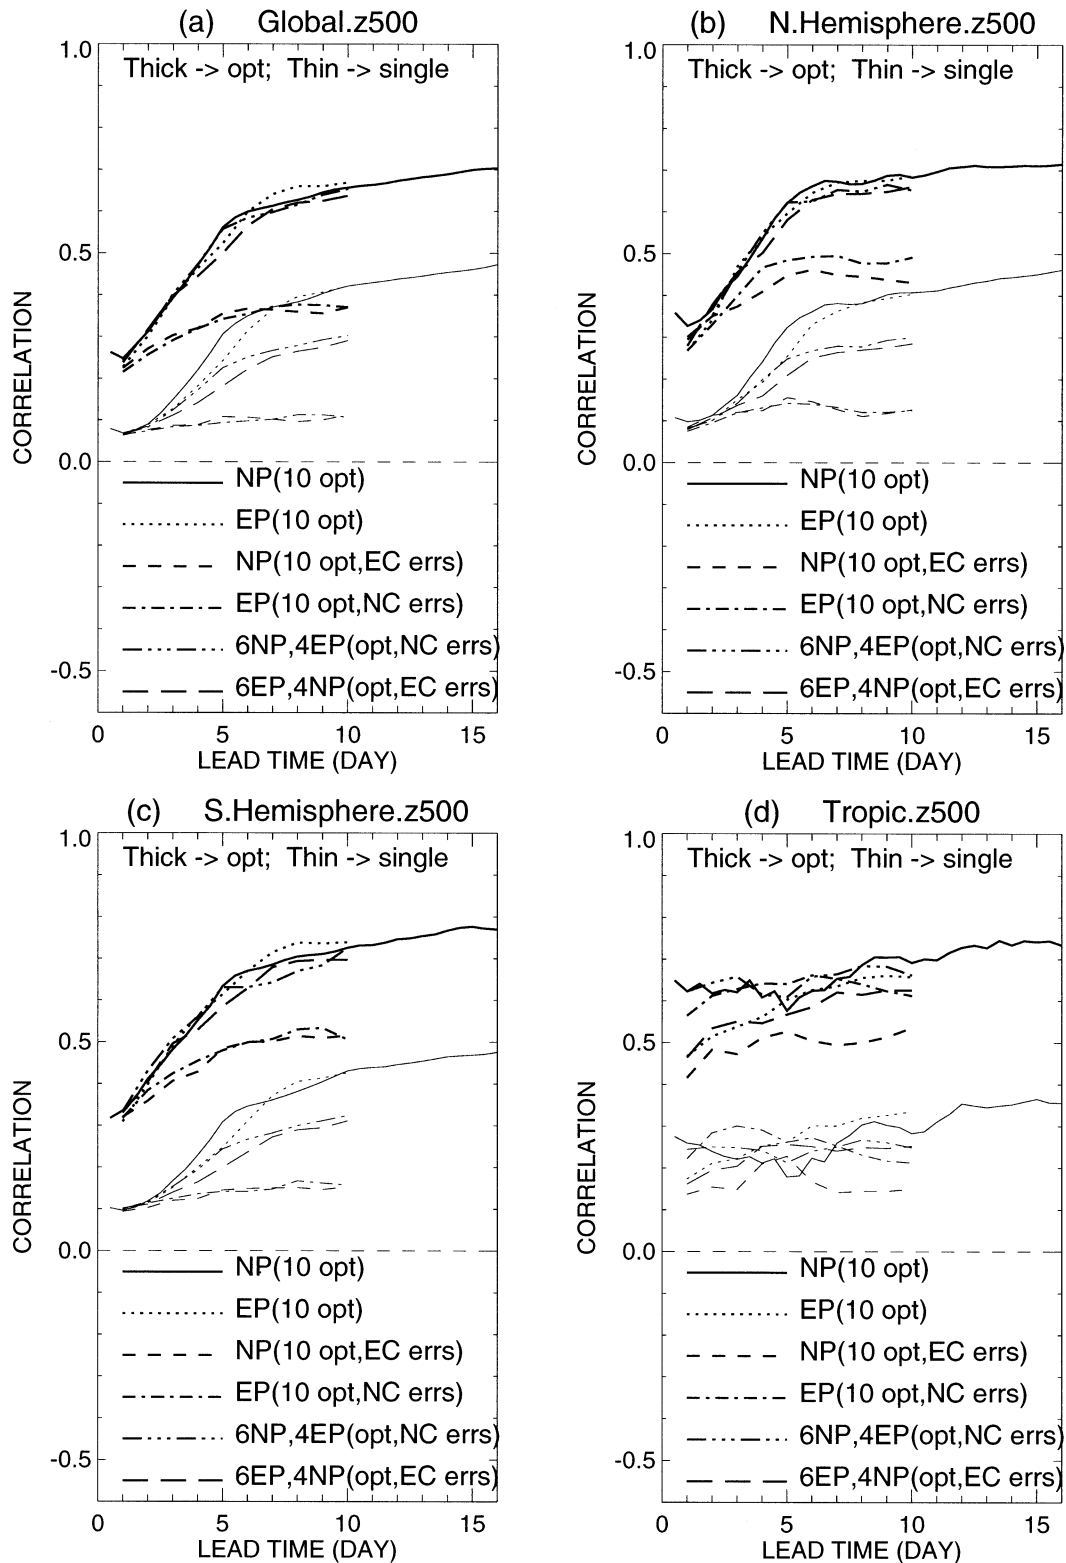 (a) Global.z500
1.0
Thick -> opt; Thin -> single
0.5
CORRELATION
0.0
NP(10 opt)
EP(10 opt)
NP(10 opt,EC errs)
EP(10 opt,NC errs)
6NP,4EP(opt,NC errs)
-0.5
6EP,4NP(opt,EC errs)
0 5 10 15
LEAD TIME (DAY)
(b) N.Hemisphere.z500
1.0
Thick -> opt; Thin -> single
0.5
CORRELATION
0.0
NP(10 opt)
EP(10 opt)
NP(10 opt,EC errs)
EP(10 opt,NC errs)
6NP,4EP(opt,NC errs)
-0.5
6EP,4NP(opt,EC errs)
0 5 10 15
LEAD TIME (DAY)
(c) S.Hemisphere.z500
1.0
Thick -> opt; Thin -> single
0.5
CORRELATION
0.0
NP(10 opt)
EP(10 opt)
NP(10 opt,EC errs)
EP(10 opt,NC errs)
6NP,4EP(opt,NC errs)
-0.5
6EP,4NP(opt,EC errs)
0 5 10 15
LEAD TIME (DAY)
(d) Tropic.z500
1.0
Thick -> opt; Thin -> single
0.5
CORRELATION
0.0
NP(10 opt)
EP(10 opt)
NP(10 opt,EC errs)
EP(10 opt,NC errs)
6NP,4EP(opt,NC errs)
-0.5
6EP,4NP(opt,EC errs)
0 5 10 15
LEAD TIME (DAY)